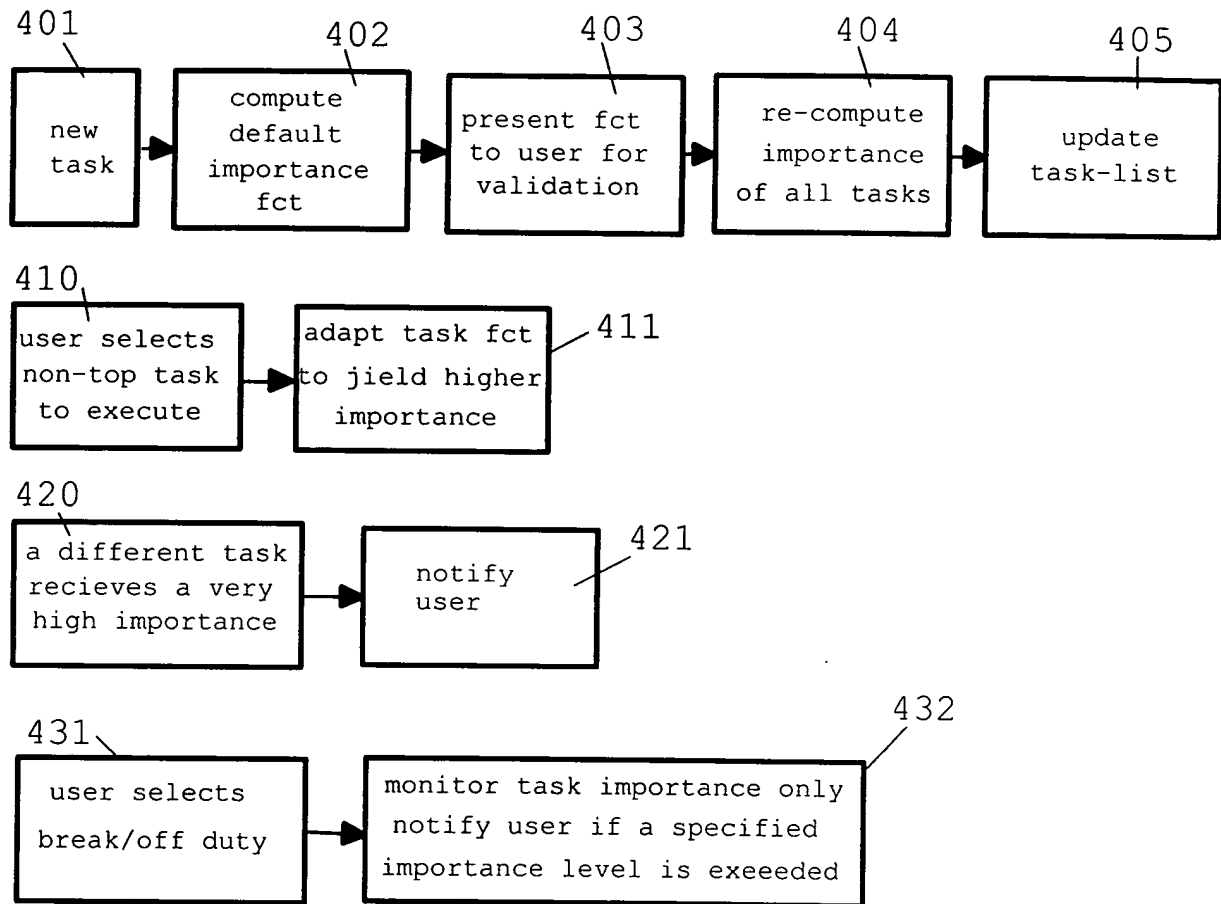 401
402
403
404
405
new
task
compute
default
importance
fct
present fct
to user for
validation
re-compute
importance
of all tasks
update
task-list
410
411
user selects
non-top task
to execute
adapt task fct
to jield higher
importance
420
421
a different task
recieves a very
high importance
notify
user
431
432
user selects
break/off duty
monitor task importance only
notify user if a specified
importance level is exeeeded